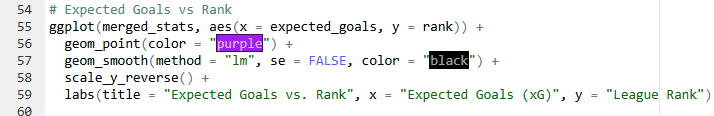 54 # Expected Goals vs Rank
55 ggplot(merged_stats, aes(x = expected_goals, y = rank)) +
56   geom_point(color = "purple") +
57   geom_smooth(method = "lm", se = FALSE, color = "black") +
58   scale_y_reverse() +
59   labs(title = "Expected Goals vs. Rank", x = "Expected Goals (xG)", y = "League Rank")
60